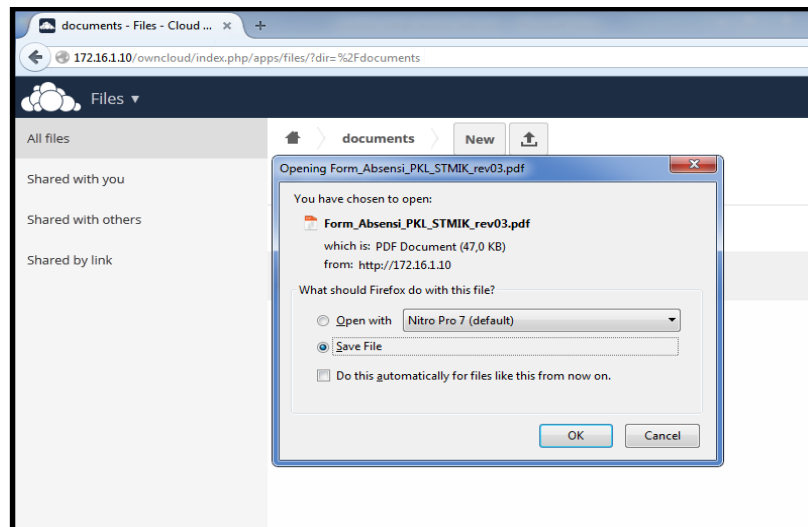 documents - Files - Cloud ... × +
172.16.1.10/owncloud/index.php/apps/files/?dir=%2Fdocuments
Files ▾
All files
documents
New
Shared with you
Shared with others
Shared by link
Opening Form_Absensi_PKL_STMIK_rev03.pdf
You have chosen to open:
Form_Absensi_PKL_STMIK_rev03.pdf
which is: PDF Document (47,0 KB)
from: http://172.16.1.10
What should Firefox do with this file?
Open with Nitro Pro 7 (default)
Save File
Do this automatically for files like this from now on.
OK Cancel